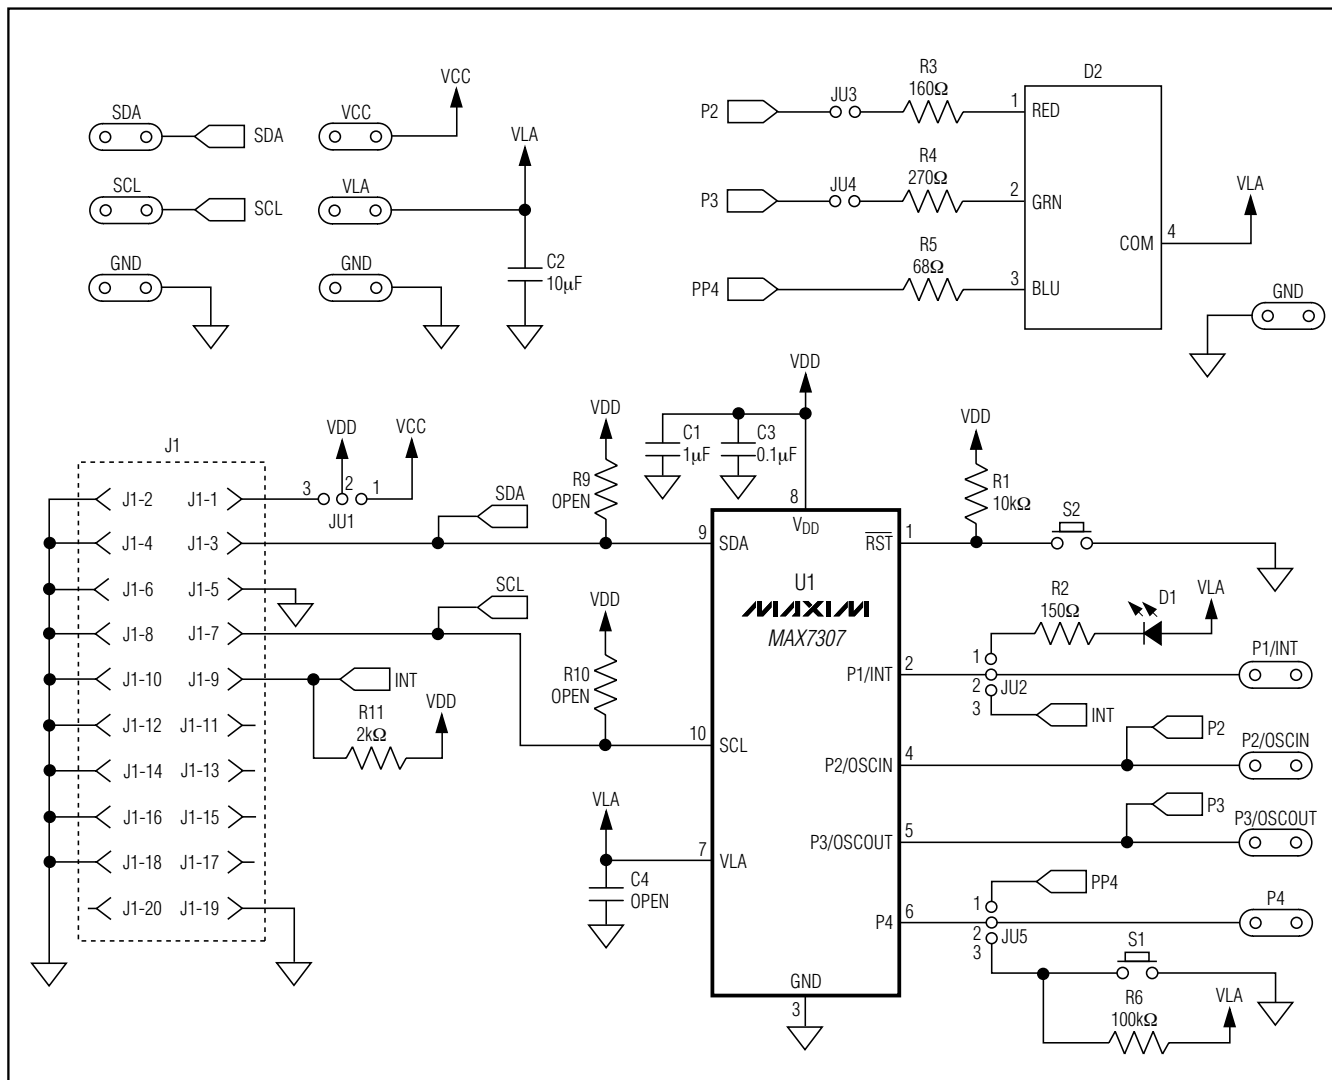 VCC
SDA
SDA
VCC
VLA
SCL
SCL
VLA
GND
GND
C2
10µF
D2
R3
160Ω
P2
JU3
1
RED
R4
270Ω
P3
JU4
2
GRN
VLA
COM
4
R5
68Ω
PP4
3
BLU
GND
VDD
VDD
VCC
VDD
C1
1µF
C3
0.1µF
VDD
J1
J1-2
J1-1
3
2
1
JU1
SDA
R9
OPEN
R1
10kΩ
S2
8
VDD
J1-4
J1-3
9
SDA
RST
1
J1-6
J1-5
SCL
VDD
U1
MAXIM
MAX7307
R2
150Ω
D1
VLA
J1-8
J1-7
J1-10
J1-9
INT
R10
OPEN
P1/INT
2
1
2
3
JU2
INT
P1/INT
J1-12
J1-11
R11
2kΩ
VDD
10
SCL
P2
P2/OSCIN
4
P2/OSCIN
J1-14
J1-13
J1-16
J1-15
VLA
P3
P3/OSCOUT
5
P3/OSCOUT
J1-18
J1-17
7
VLA
C4
OPEN
PP4
J1-20
J1-19
P4
6
1
2
3
JU5
P4
S1
GND
3
R6
100kΩ
VLA